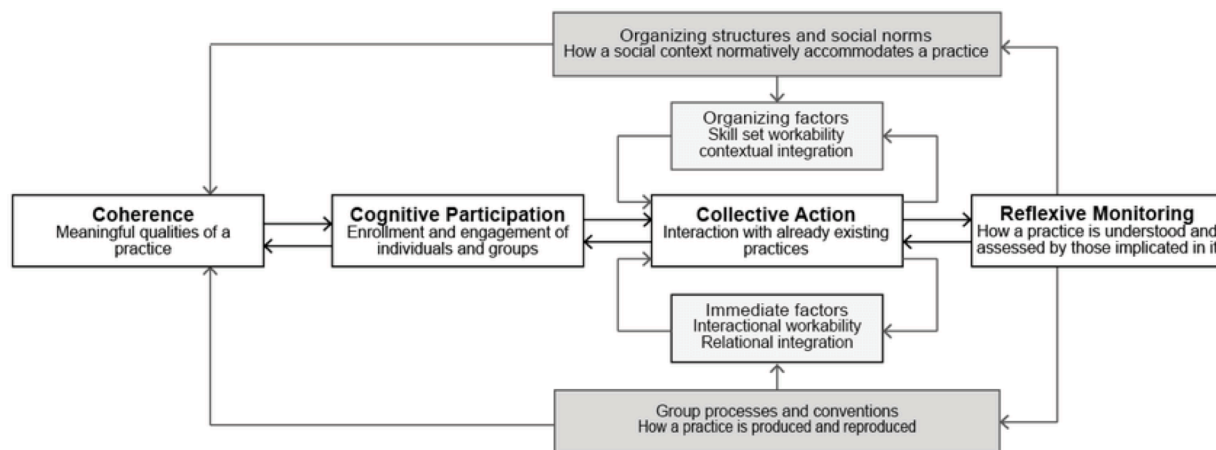 Organizing structures and social norms
How a social context normatively accommodates a practice
Organizing factors
Skill set workability
contextual integration
Coherence
Meaningful qualities of a
practice
Cognitive Participation
Enrollment and engagement of
individuals and groups
Collective Action
Interaction with already existing
practices
Reflexive Monitoring
How a practice is understood and
assessed by those implicated in it
Immediate factors
Interactional workability
Relational integration
Group processes and conventions
How a practice is produced and reproduced